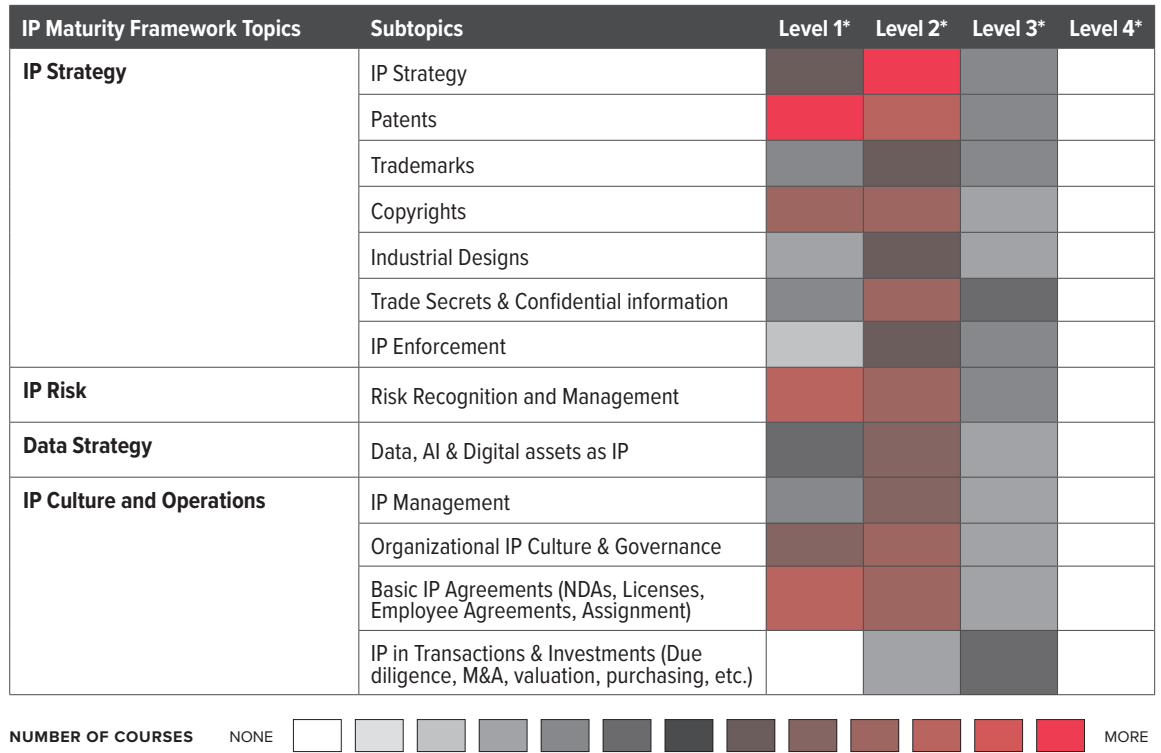 IP Maturity Framework Topics Subtopics Level 1* Level 2* Level 3* Level 4*
IP Strategy IP Strategy
Patents
Trademarks
Copyrights
Industrial Designs
Trade Secrets & Confidential information
IP Enforcement
IP Risk Risk Recognition and Management
Data Strategy Data, AI & Digital assets as IP
IP Culture and Operations IP Management
Organizational IP Culture & Governance
Basic IP Agreements (NDAs, Licenses,
Employee Agreements, Assignment)
IP in Transactions & Investments (Due
diligence, M&A, valuation, purchasing, etc.)
NUMBER OF COURSES NONE MORE